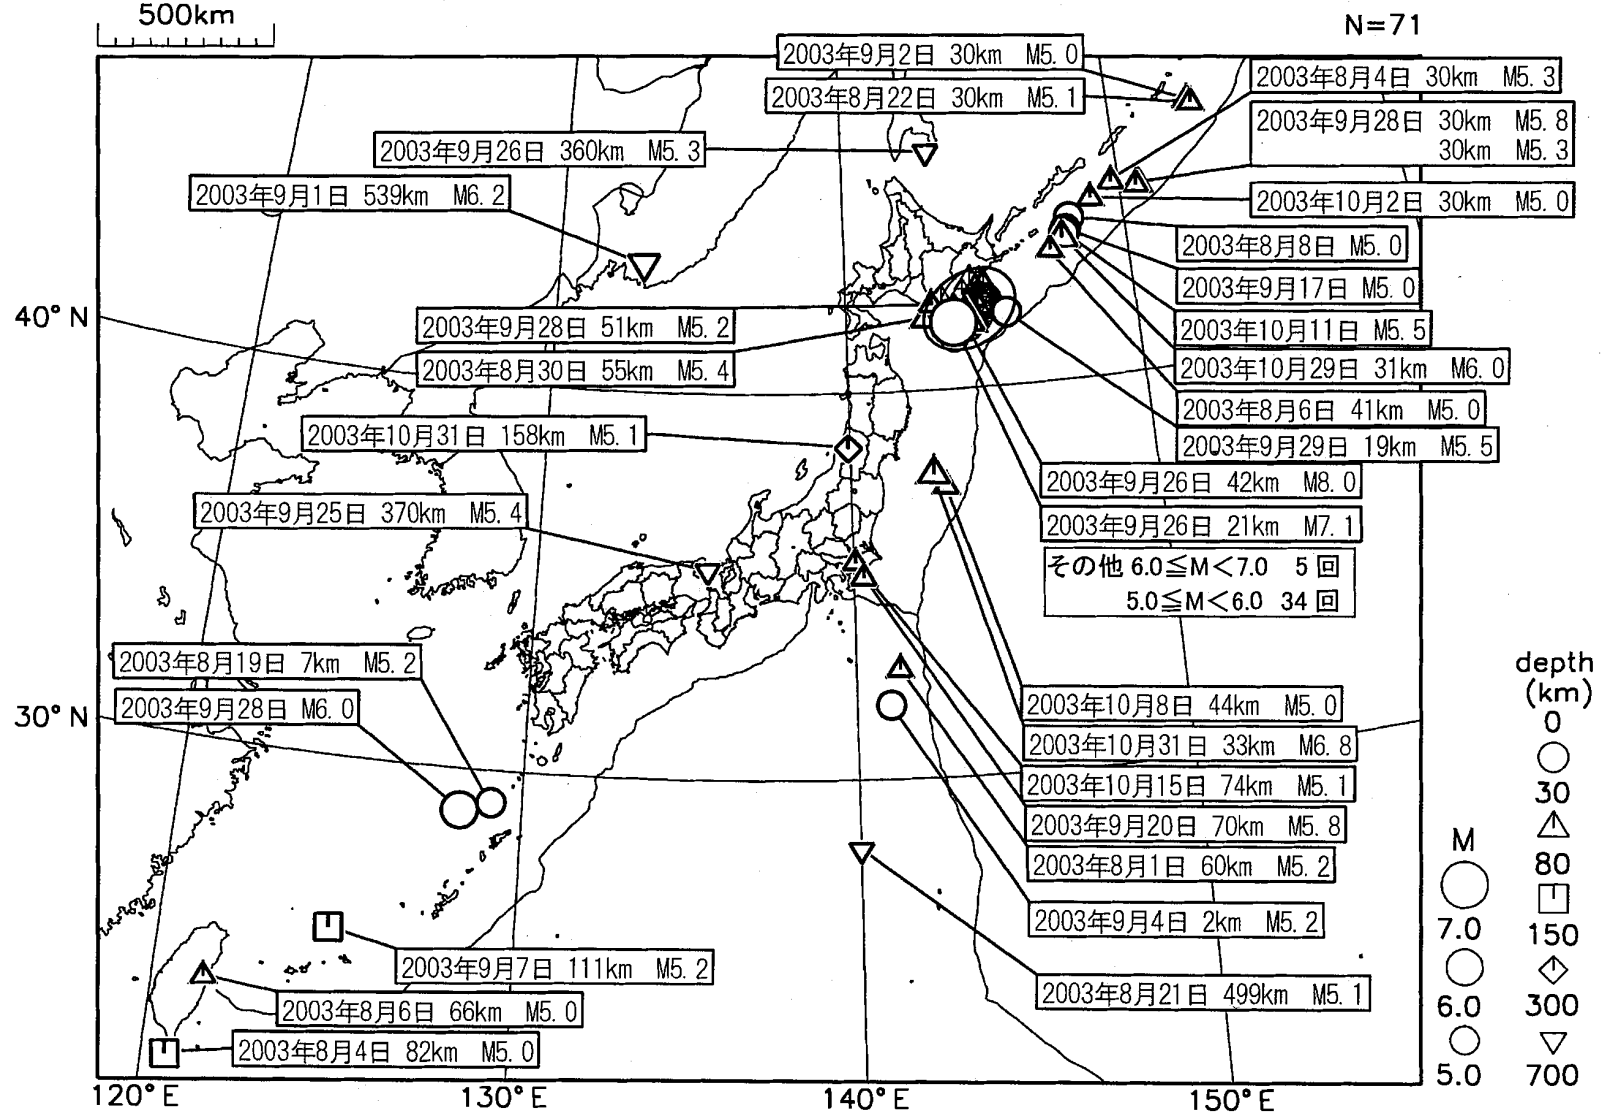 500km
N=71
2003年9月2日 30km M5.0
2003年8月22日 30km M5.1
2003年8月4日 30km M5.3
2003年9月28日 30km M5.8
30km M5.3
2003年9月26日 360km M5.3
2003年9月1日 539km M6.2
2003年10月2日 30km M5.0
2003年8月8日 M5.0
2003年9月17日 M5.0
40°N
2003年9月28日 51km M5.2
2003年10月11日 M5.5
2003年8月30日 55km M5.4
2003年10月29日 31km M6.0
2003年8月6日 41km M5.0
2003年10月31日 158km M5.1
2003年9月29日 19km M5.5
2003年9月26日 42km M8.0
2003年9月25日 370km M5.4
2003年9月26日 21km M7.1
その他 6.0≦M<7.0 5回
5.0≦M<6.0 34回
2003年8月19日 7km M5.2
2003年9月28日 M6.0
30°N
2003年10月8日 44km M5.0
2003年10月31日 33km M6.8
2003年10月15日 74km M5.1
2003年9月20日 70km M5.8
2003年8月1日 60km M5.2
2003年9月4日 2km M5.2
2003年9月7日 111km M5.2
2003年8月21日 499km M5.1
2003年8月6日 66km M5.0
2003年8月4日 82km M5.0
depth
(km)
0
30
80
150
300
700
M
7.0
6.0
5.0
120°E
130°E
140°E
150°E